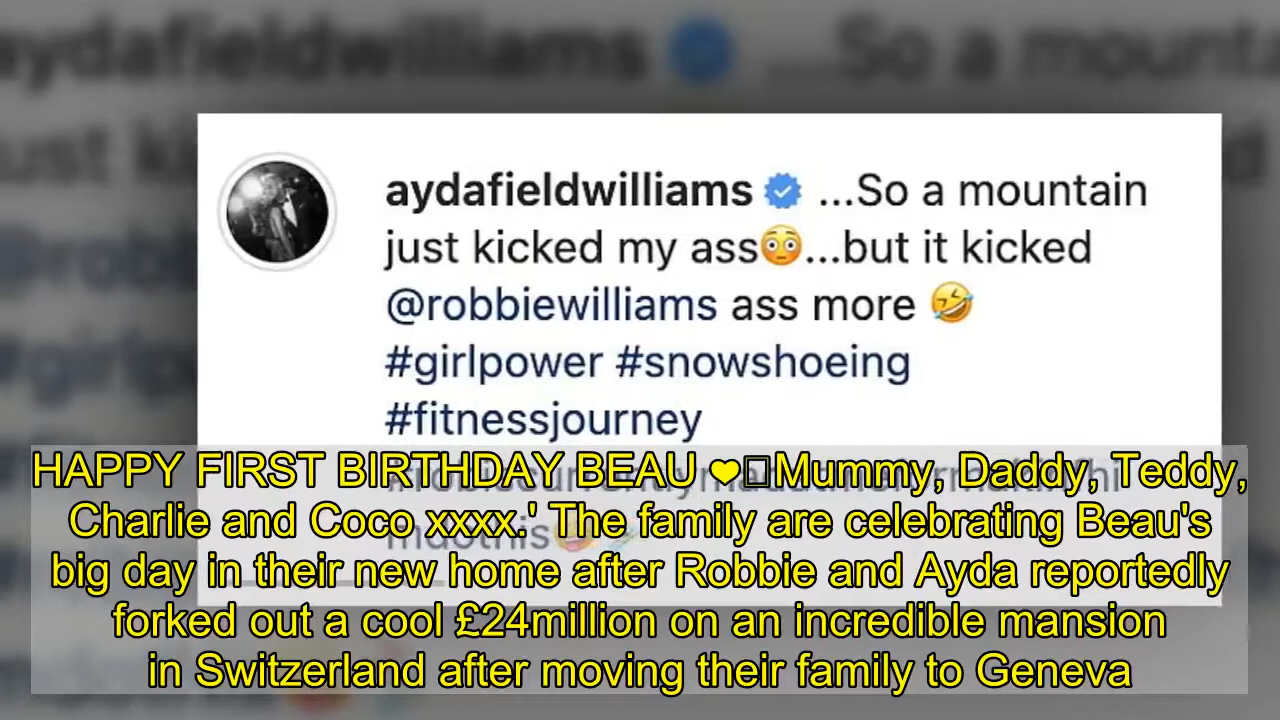 aydafieldwilliams ...So a mountain
just kicked my ass😳...but it kicked
@robbiewilliams ass more 🤣
#girlpower #snowshoeing
#fitnessjourney
HAPPY FIRST BIRTHDAY BEAU ❤□Mummy, Daddy, Teddy,
Charlie and Coco xxxx.' The family are celebrating Beau's
big day in their new home after Robbie and Ayda reportedly
forked out a cool £24million on an incredible mansion
in Switzerland after moving their family to Geneva